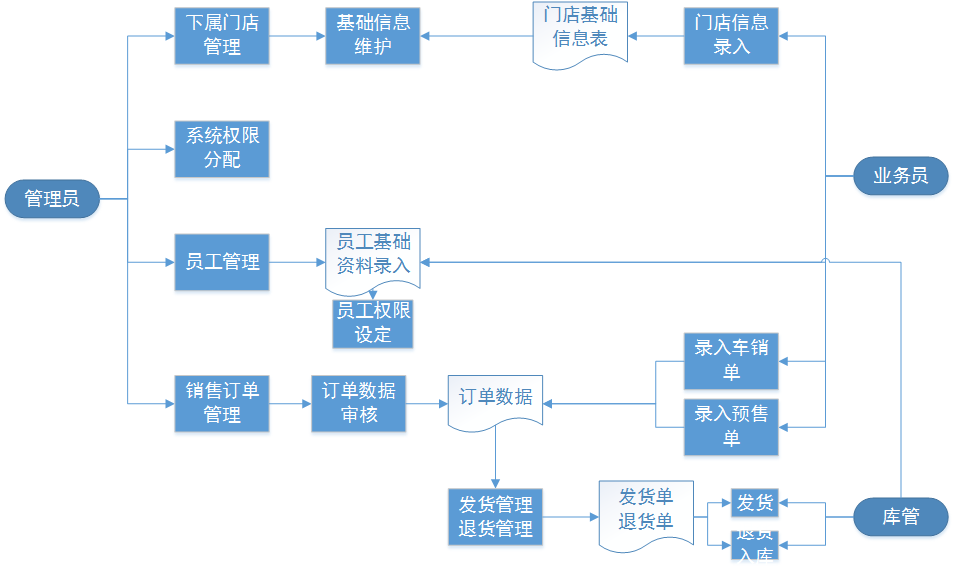 下属门店
管理
基础信息
维护
门店基础
信息表
门店信息
录入
系统权限
分配
管理员
业务员
员工管理
员工基础
资料录入
员工权限
设定
录入车销
单
销售订单
管理
订单数据
审核
订单数据
录入预售
单
发货管理
退货管理
发货单
退货单
发货
库管
退货
入库